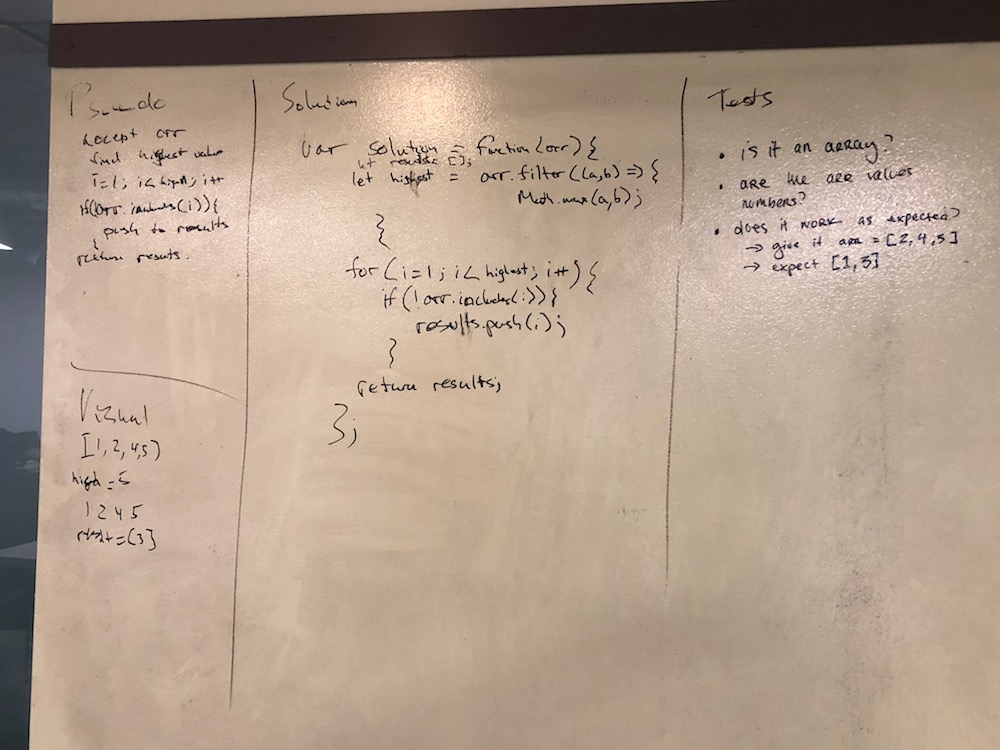 Pseudo
accept arr
find highest value
i=1; i< highest; i++
if(!arr.includes(i)){
push to results
}
return results.
Visual
[1,2,4,5]
high = 5
1 2 4 5
result = [3]
Solution
var solution = function(arr){
let results = [];
let highest = arr.filter((a,b) => {
Math.max(a,b);
}
for(i=1; i< highest; i++){
if(!arr.includes(i)){
results.push(i);
}
return results;
};
Tests
• is it an array?
• are the arr values
numbers?
• does it work as expected?
→ give it arr = [2,4,5]
→ expect [1,3]